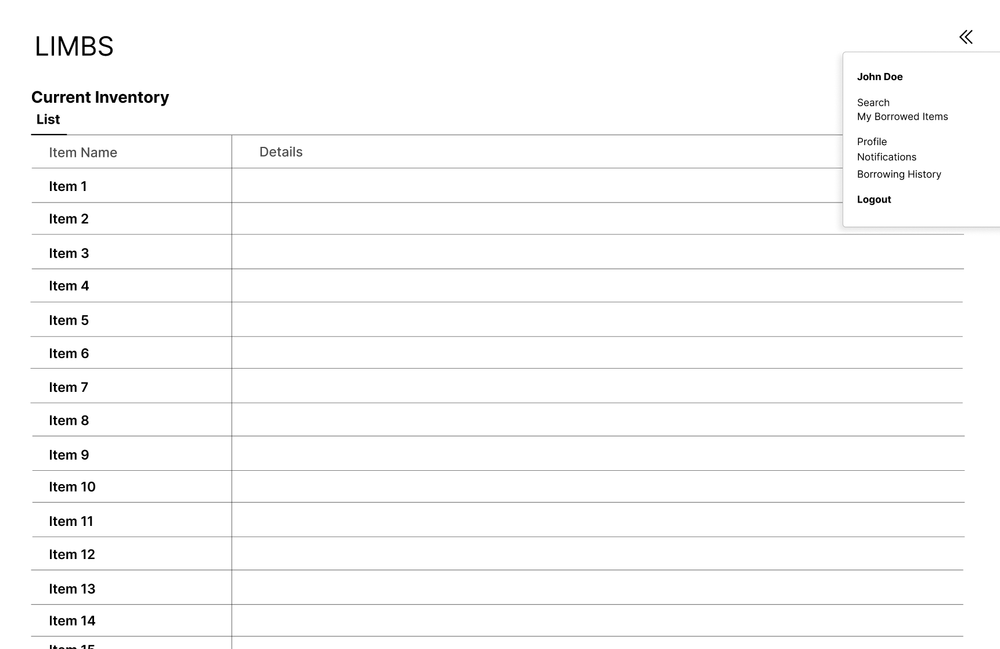 LIMBS
John Doe
Search
My Borrowed Items
Profile
Notifications
Borrowing History
Logout
Current Inventory
List
Item Name Details
Item 1
Item 2
Item 3
Item 4
Item 5
Item 6
Item 7
Item 8
Item 9
Item 10
Item 11
Item 12
Item 13
Item 14
Item 15